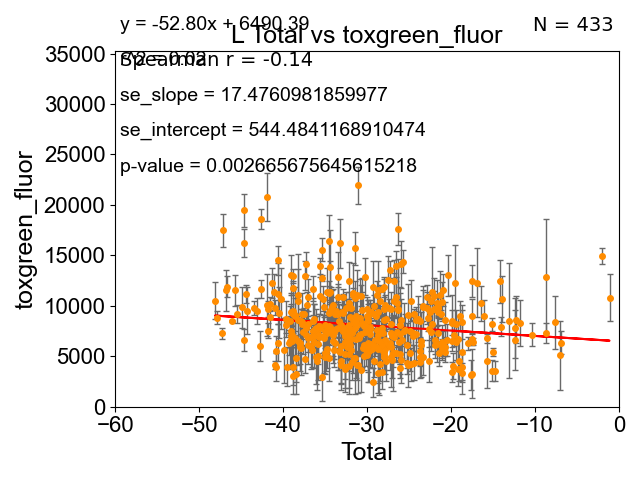 y = -52.80x + 6490.39
N = 433
L Total vs toxgreen_fluor
r^2 = 0.02
Spearman r = -0.14
se_slope = 17.4760981859977
se_intercept = 544.4841168910474
p-value = 0.002665675645615218
toxgreen_fluor
35000
30000
25000
20000
15000
10000
5000
0
−60
−50
−40
−30
−20
−10
0
Total